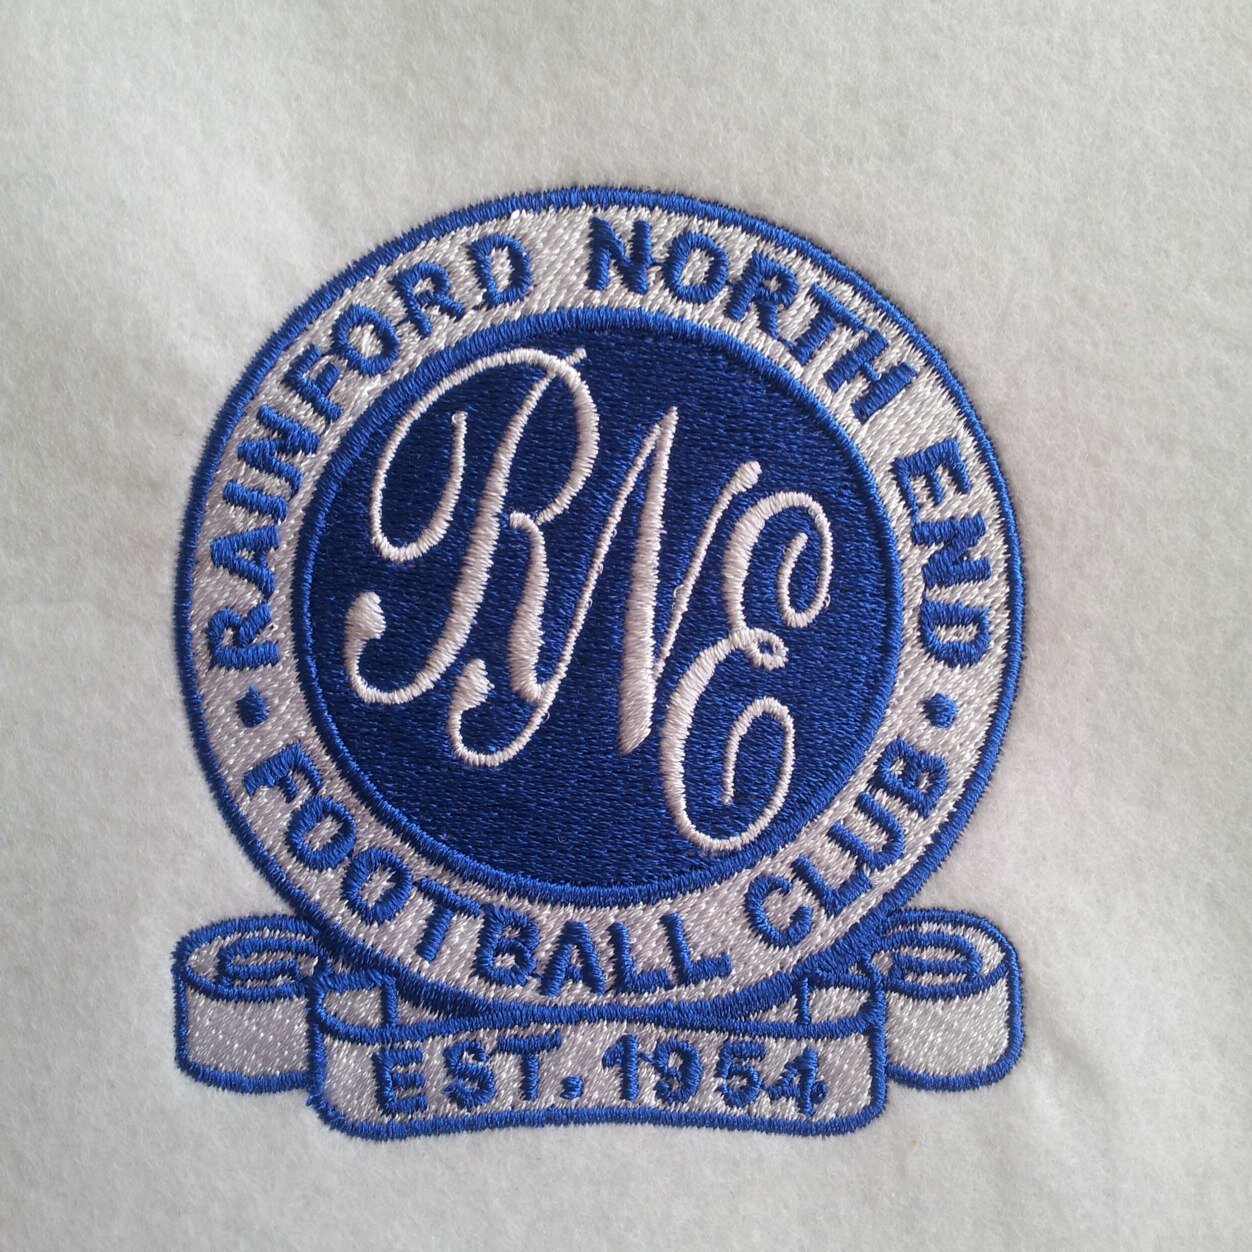 RAINFORD NORTH END
RNE
• FOOTBALL CLUB •
EST. 1954